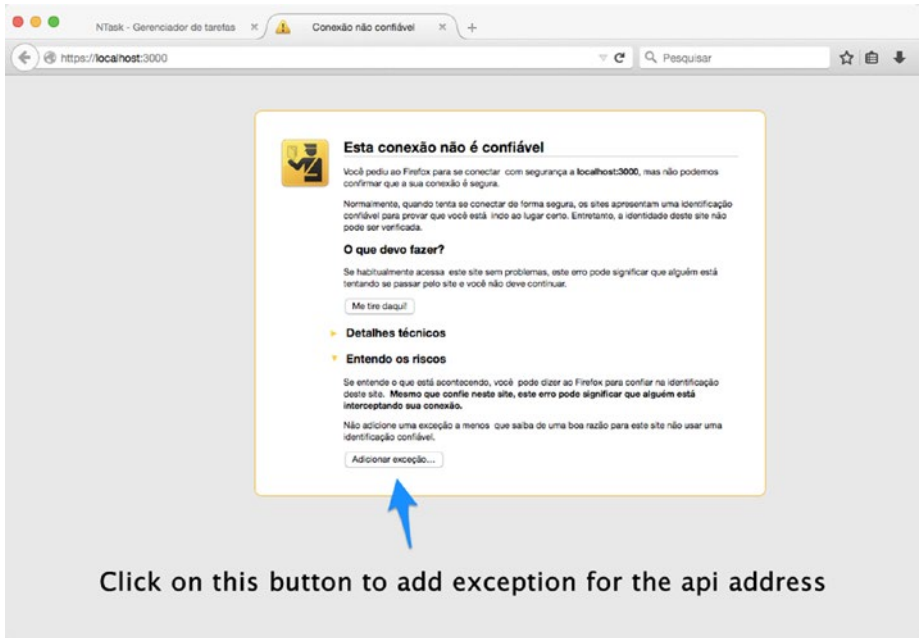 NTask - Gerenciador de tarefas
Conexão não confiável
https://localhost:3000
Pesquisar
Esta conexão não é confiável
Você pediu ao Firefox para se conectar com segurança a localhost:3000, mas não podemos
confirmar que a sua conexão é segura.
Normalmente, quando tenta se conectar de forma segura, os sites apresentam uma identificação
confiável para provar que você está indo ao lugar certo. Entretanto, a identidade deste site não
pode ser verificada.
O que devo fazer?
Se habitualmente acessa este site sem problemas, este erro pode significar que alguém está
tentando se passar pelo site e você não deve continuar.
Me tire daqui!
Detalhes técnicos
Entendo os riscos
Se entende o que está acontecendo, você pode dizer ao Firefox para confiar na identificação
deste site. Mesmo que confie neste site, este erro pode significar que alguém está
interceptando sua conexão.
Não adicione uma exceção a menos que saiba de uma boa razão para este site não usar uma
identificação confiável.
Adicionar exceção...
Click on this button to add exception for the api address